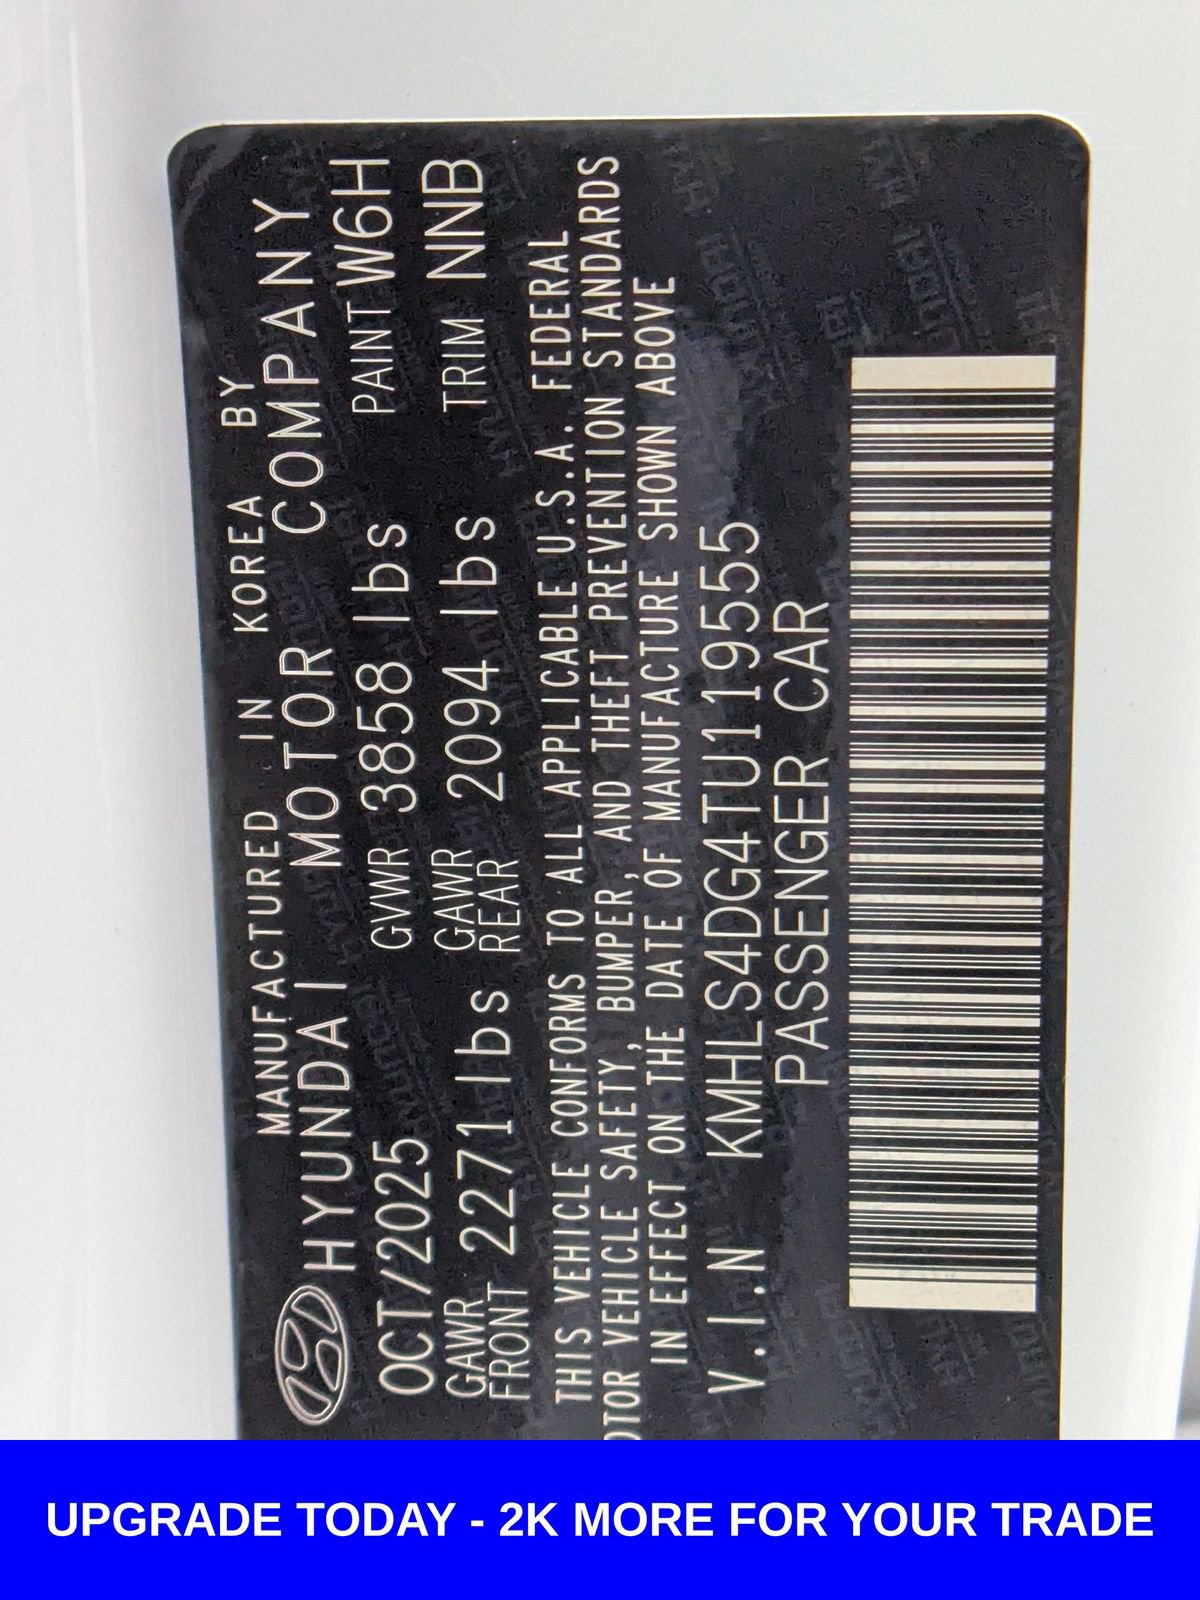 MANUFACTURED IN KOREA BY
HYUNDAI MOTOR COMPANY
OCT/2025 GVWR 3858 lbs PAINT W6H
GAWR FRONT 2271 lbs GAWR REAR 2094 lbs TRIM NNB
THIS VEHICLE CONFORMS TO ALL APPLICABLE U.S.A. FEDERAL
OTOR VEHICLE SAFETY, BUMPER, AND THEFT PREVENTION STANDARDS
IN EFFECT ON THE DATE OF MANUFACTURE SHOWN ABOVE
V.I.N KMHLS4DG4TU119555
PASSENGER CAR
UPGRADE TODAY - 2K MORE FOR YOUR TRADE